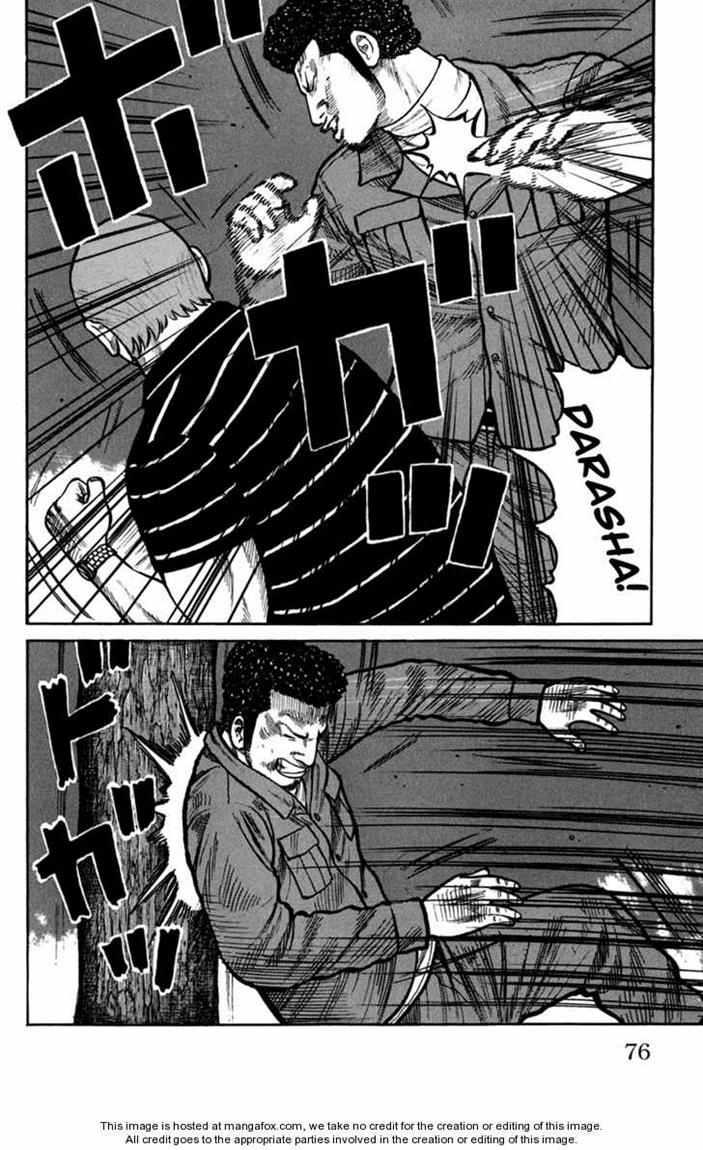 ボガッ
DARASHA!
ドガッ
76
This image is hosted at mangafox.com, we take no credit for the creation or editing of this image.
All credit goes to the appropriate parties involved in the creation or editing of this image.